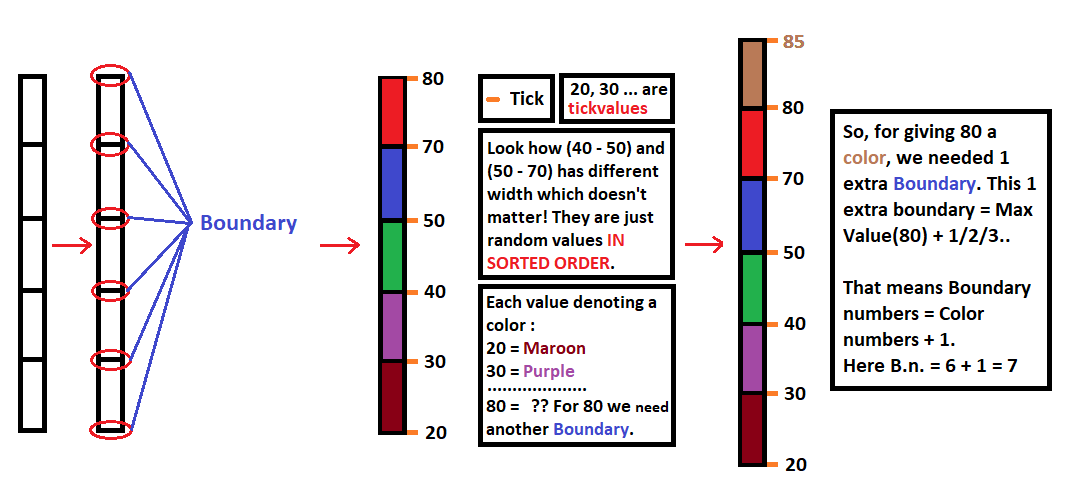 Boundary
80
70
50
40
30
20
Tick
20, 30 ... are
tickvalues
Look how (40 - 50) and
(50 - 70) has different
width which doesn't
matter! They are just
random values IN
SORTED ORDER.
Each value denoting a
color :
20 = Maroon
30 = Purple
....................
80 = ?? For 80 we need
another Boundary.
85
80
70
50
40
30
20
So, for giving 80 a
color, we needed 1
extra Boundary. This 1
extra boundary = Max
Value(80) + 1/2/3..
That means Boundary
numbers = Color
numbers + 1.
Here B.n. = 6 + 1 = 7